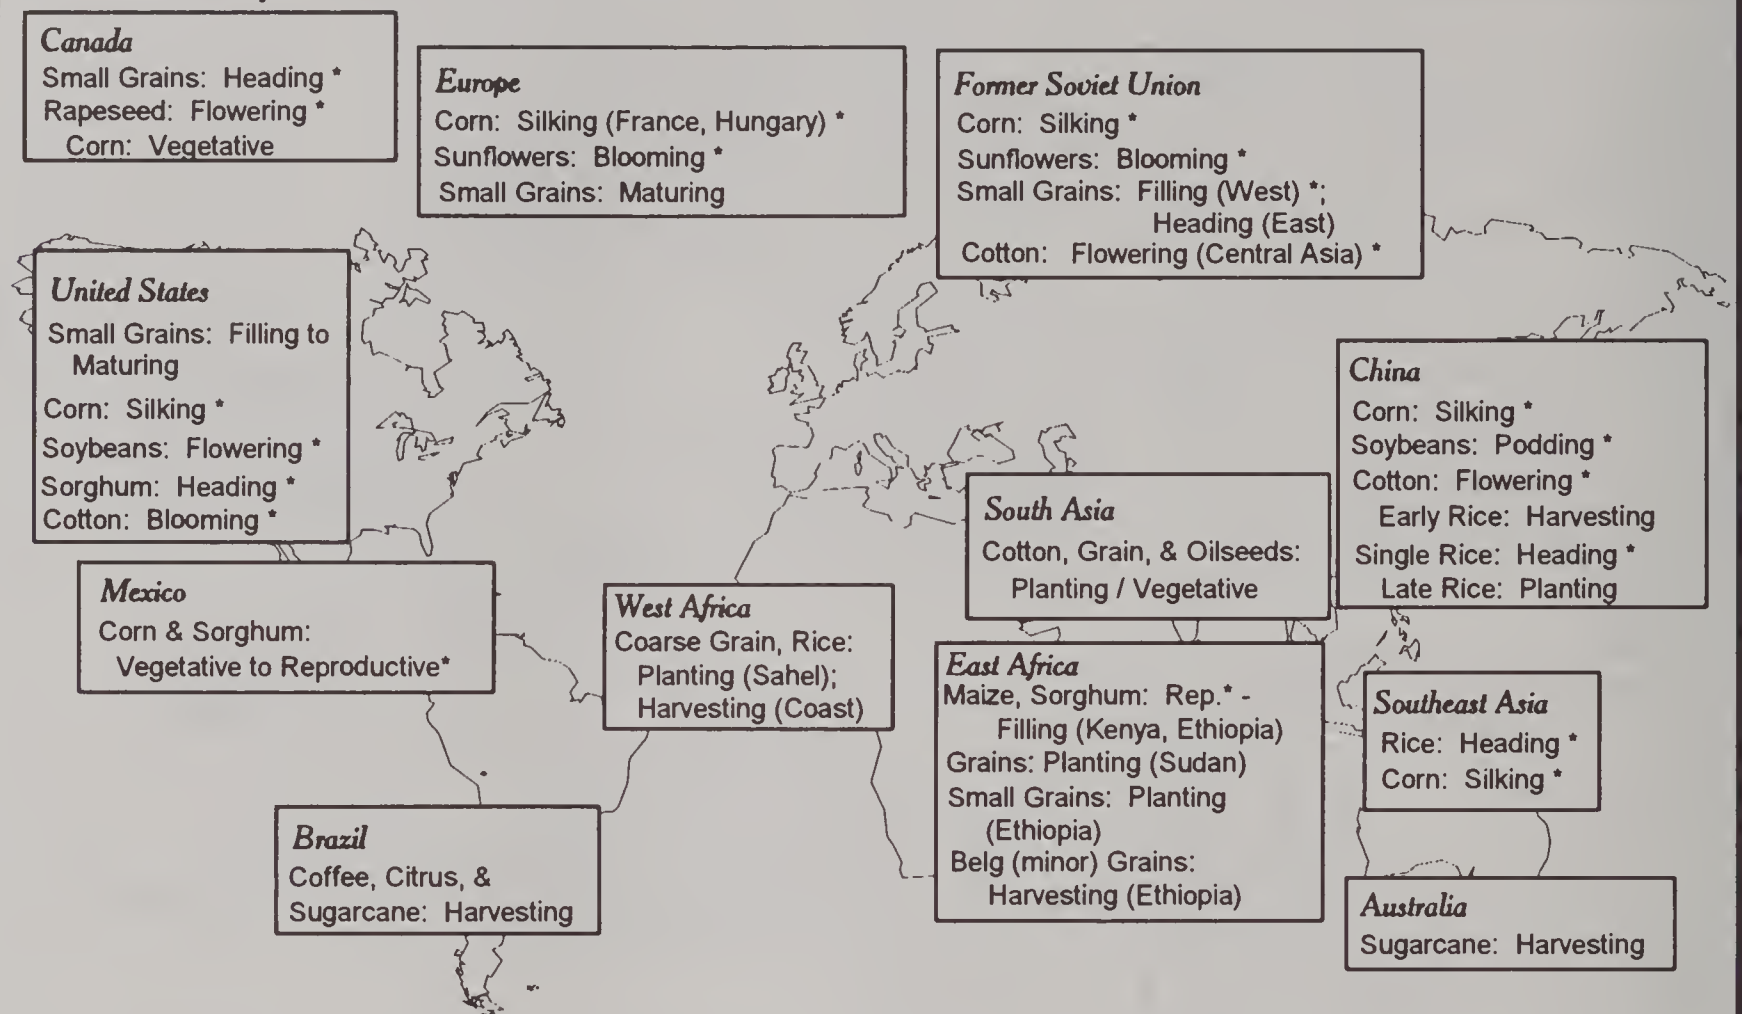 Canada
Small Grains: Heading *
Rapeseed: Flowering *
Corn: Vegetative
Europe
Corn: Silking (France, Hungary) *
Sunflowers: Blooming *
Small Grains: Maturing
Former Soviet Union
Corn: Silking *
Sunflowers: Blooming *
Small Grains: Filling (West) *;
Heading (East)
Cotton: Flowering (Central Asia) *
United States
Small Grains: Filling to
Maturing
Corn: Silking *
Soybeans: Flowering *
Sorghum: Heading *
Cotton: Blooming *
China
Corn: Silking *
Soybeans: Podding *
Cotton: Flowering *
Early Rice: Harvesting
Single Rice: Heading *
Late Rice: Planting
South Asia
Cotton, Grain, & Oilseeds:
Planting / Vegetative
Mexico
Corn & Sorghum:
Vegetative to Reproductive*
West Africa
Coarse Grain, Rice:
Planting (Sahel);
Harvesting (Coast)
East Africa
Maize, Sorghum: Rep.* -
Filling (Kenya, Ethiopia)
Grains: Planting (Sudan)
Small Grains: Planting
(Ethiopia)
Belg (minor) Grains:
Harvesting (Ethiopia)
Southeast Asia
Rice: Heading *
Corn: Silking *
Brazil
Coffee, Citrus, &
Sugarcane: Harvesting
Australia
Sugarcane: Harvesting